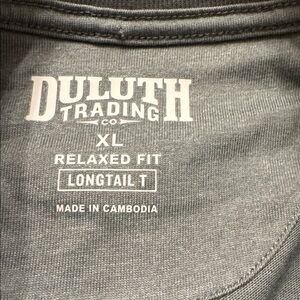 DULUTH
TRADING
CO
XL
RELAXED FIT
LONGTAIL T
MADE IN CAMBODIA